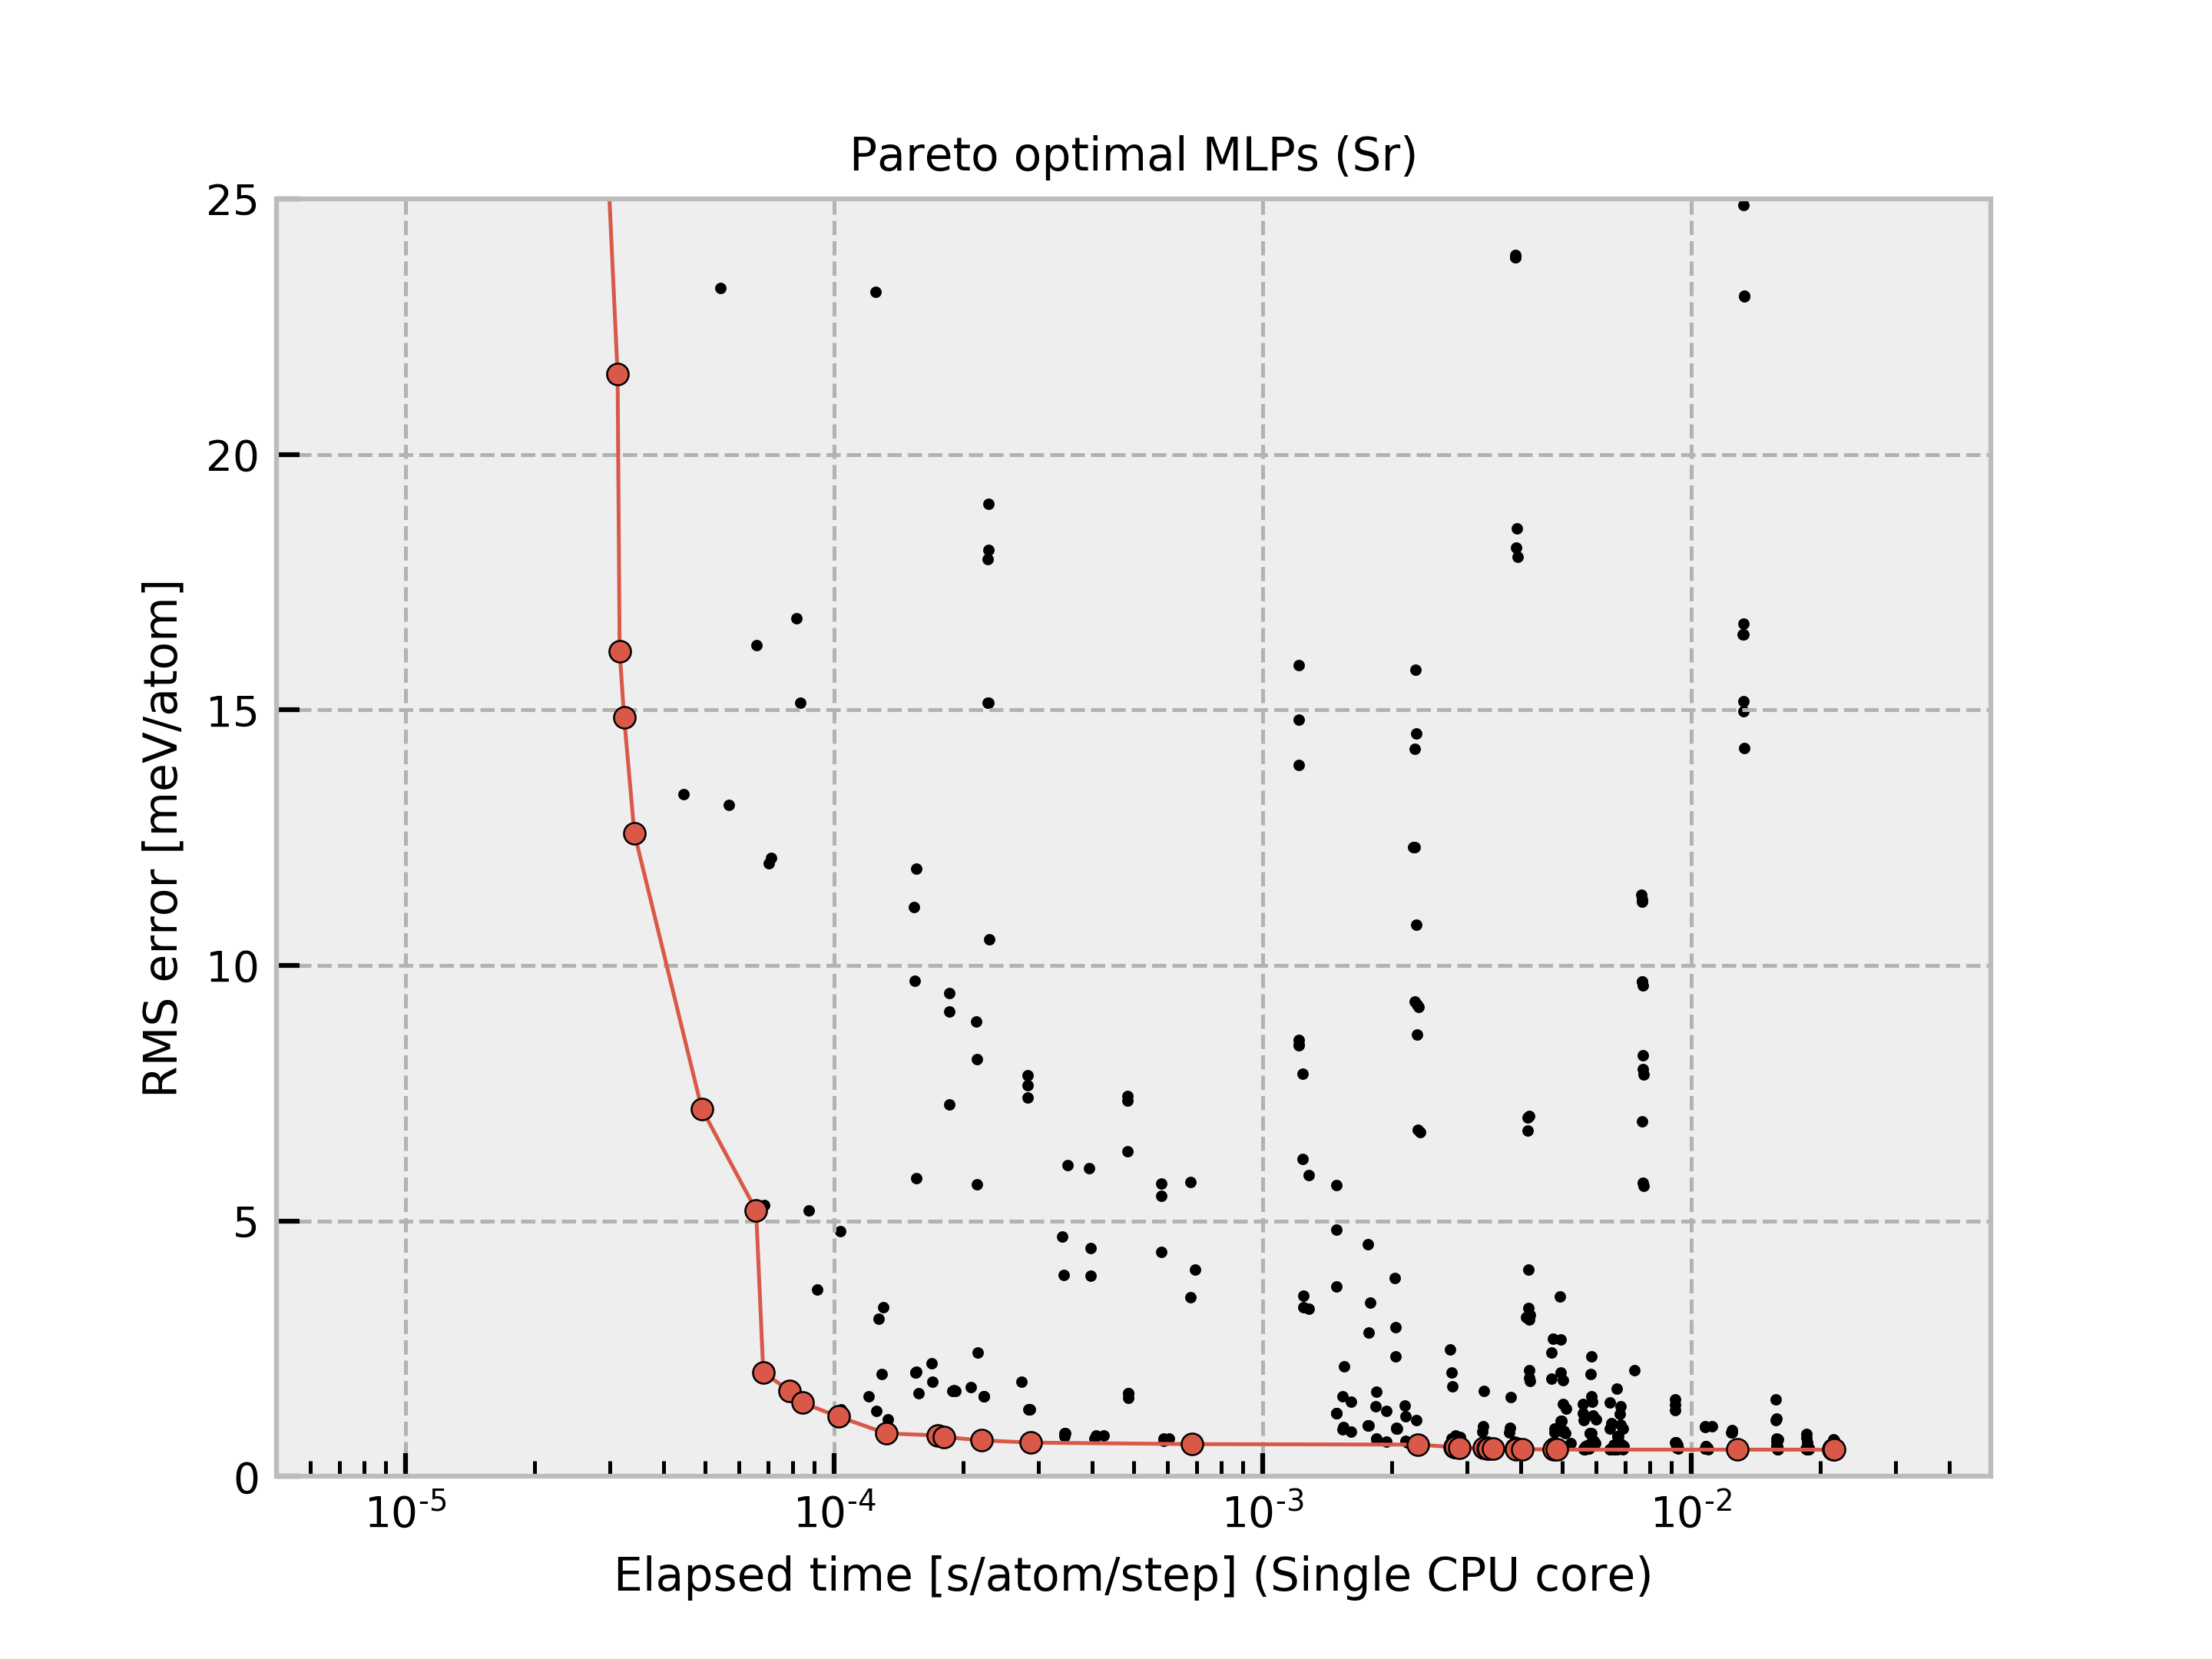 Pareto optimal MLPs (Sr)
25
20
15
10
5
0
RMS error [meV/atom]
10-5 10-4 10-3 10-2
Elapsed time [s/atom/step] (Single CPU core)